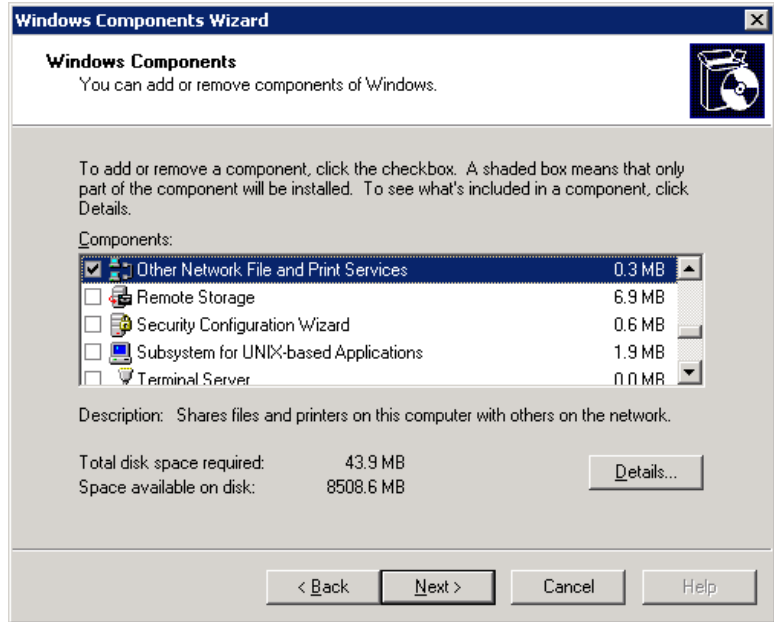 Windows Components Wizard
Windows Components
You can add or remove components of Windows.
To add or remove a component, click the checkbox. A shaded box means that only
part of the component will be installed. To see what's included in a component, click
Details.
Components:
Other Network File and Print Services 0.3 MB
Remote Storage 6.9 MB
Security Configuration Wizard 0.6 MB
Subsystem for UNIX-based Applications 1.9 MB
Terminal Server 0.0 MB
Description: Shares files and printers on this computer with others on the network.
Total disk space required: 43.9 MB
Space available on disk: 8508.6 MB
Details...
< Back Next > Cancel Help